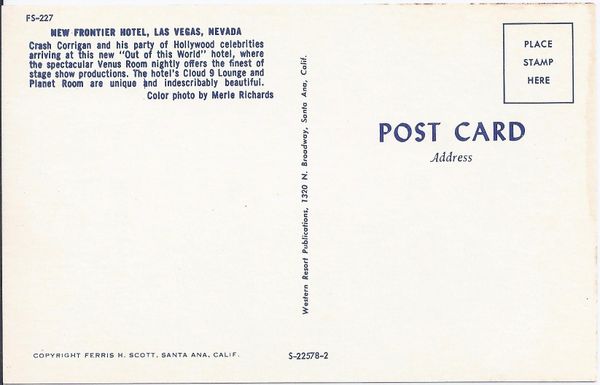 FS-227
NEW FRONTIER HOTEL, LAS VEGAS, NEVADA
Crash Corrigan and his party of Hollywood celebrities
arriving at this new "Out of this World" hotel, where
the spectacular Venus Room nightly offers the finest of
stage show productions. The hotel's Cloud 9 Lounge and
Planet Room are unique and indescribably beautiful.
Color photo by Merle Richards
Western Resort Publications, 1320 N. Broadway, Santa Ana, Calif.
PLACE
STAMP
HERE
POST CARD
Address
COPYRIGHT FERRIS H. SCOTT, SANTA ANA, CALIF.
S-22578-2